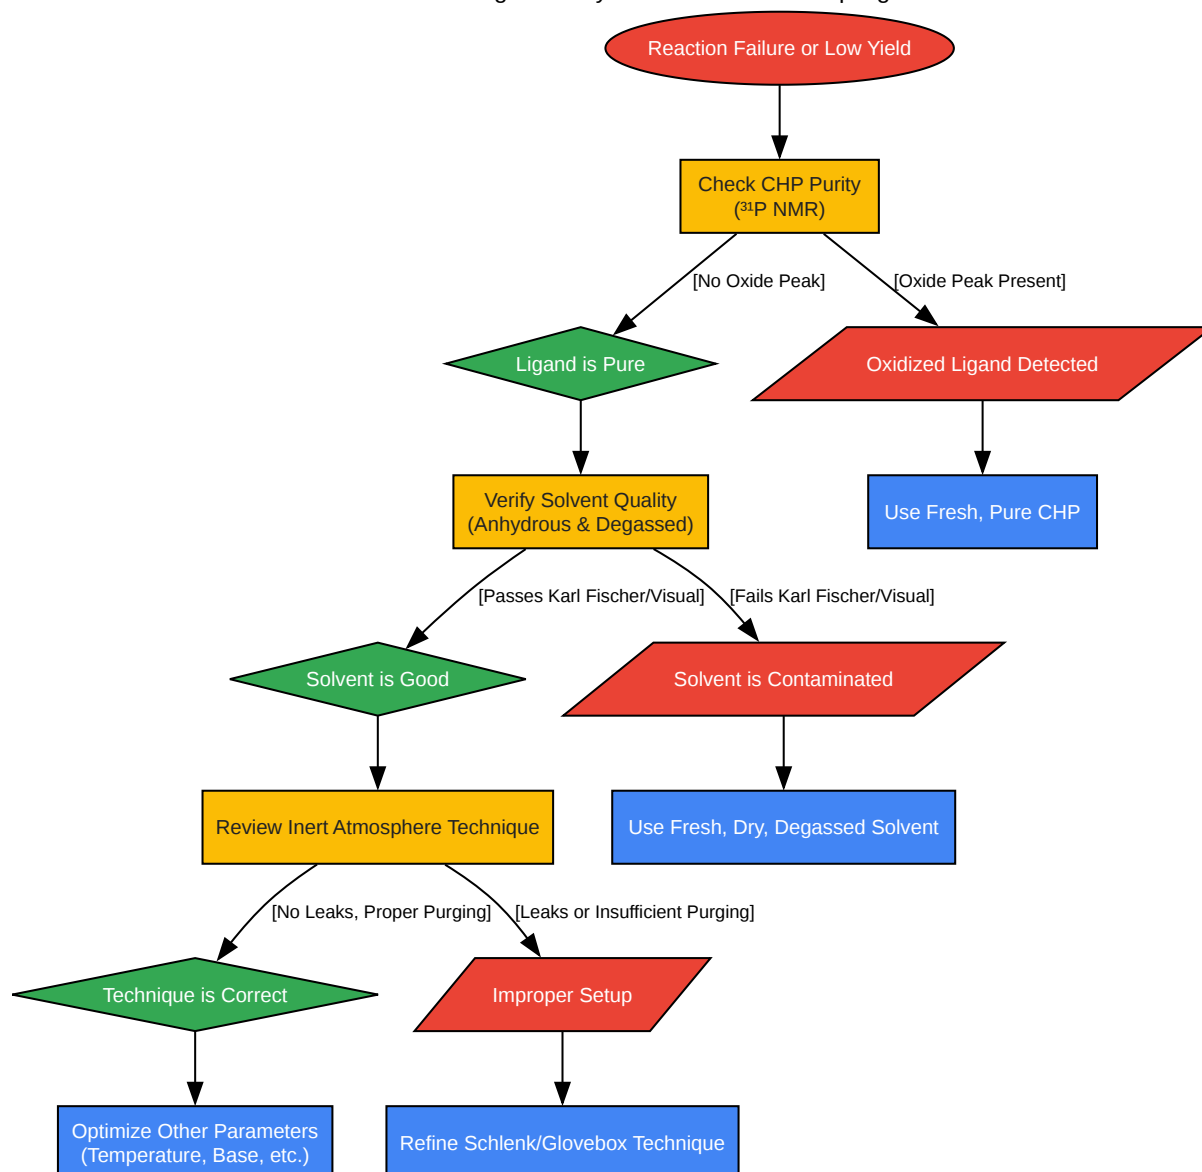 Reaction Failure or Low Yield
Check CHP Purity
(³¹P NMR)
[No Oxide Peak]
[Oxide Peak Present]
Ligand is Pure
Oxidized Ligand Detected
Verify Solvent Quality
(Anhydrous & Degassed)
Use Fresh, Pure CHP
[Passes Karl Fischer/Visual]
[Fails Karl Fischer/Visual]
Solvent is Good
Solvent is Contaminated
Review Inert Atmosphere Technique
Use Fresh, Dry, Degassed Solvent
[No Leaks, Proper Purging]
[Leaks or Insufficient Purging]
Technique is Correct
Improper Setup
Optimize Other Parameters
(Temperature, Base, etc.)
Refine Schlenk/Glovebox Technique